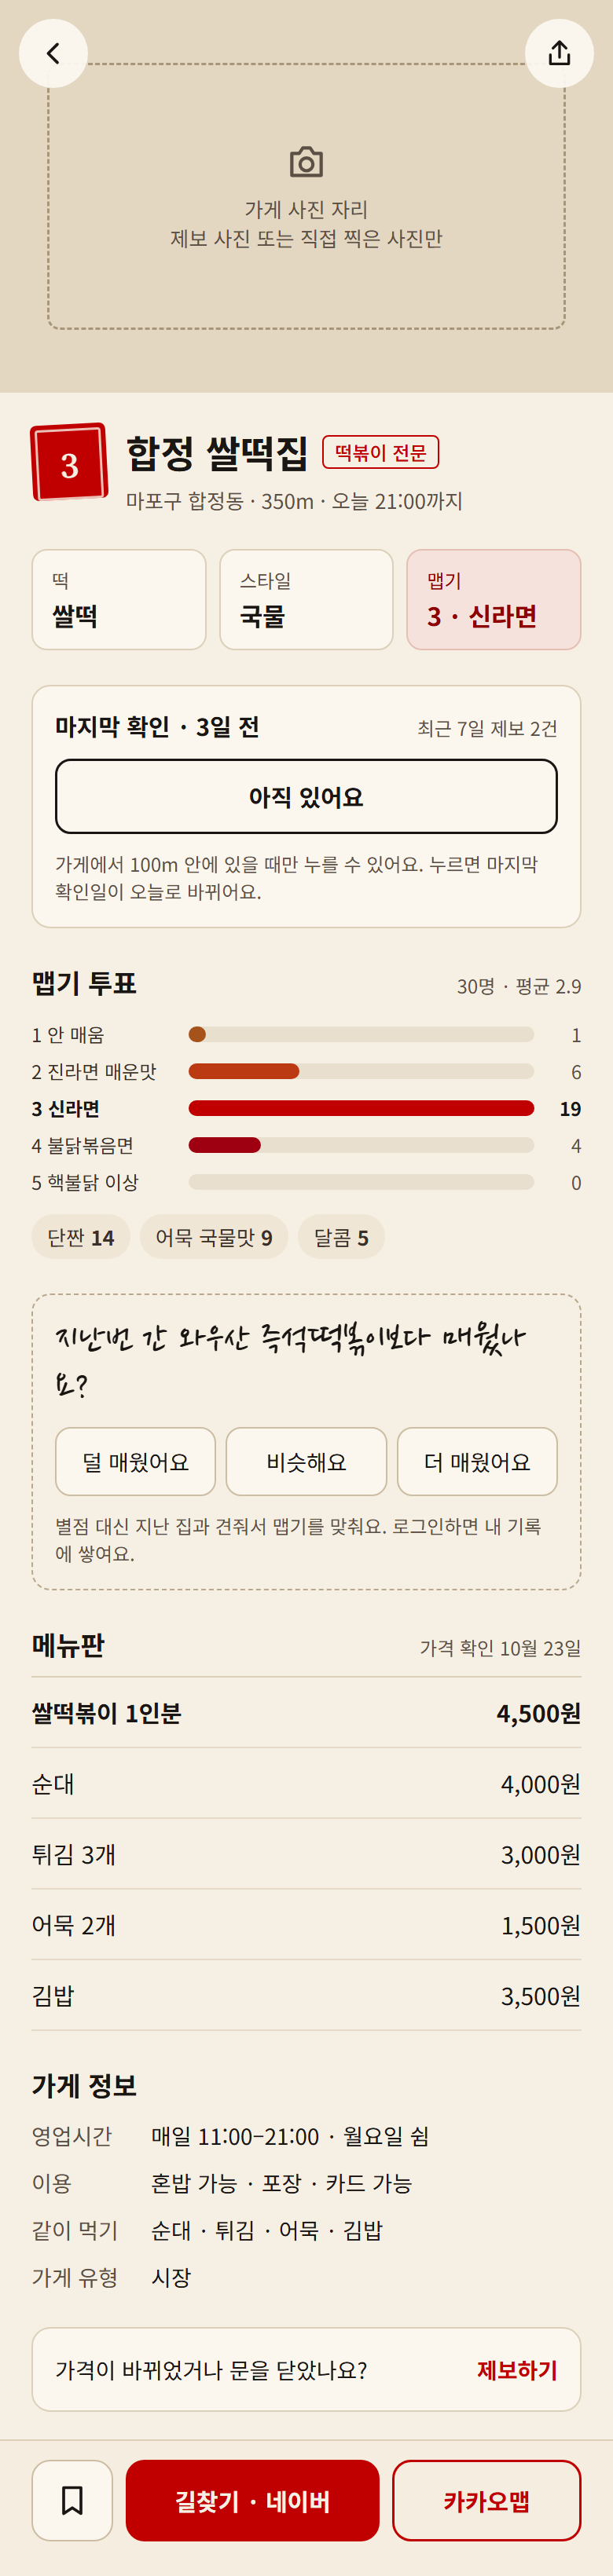 가게 사진 자리
제보 사진 또는 직접 찍은 사진만
3
합정 쌀떡집
떡볶이 전문
마포구 합정동 · 350m · 오늘 21:00까지
떡
쌀떡
스타일
국물
맵기
3 · 신라면
마지막 확인 · 3일 전
최근 7일 제보 2건
아직 있어요
가게에서 100m 안에 있을 때만 누를 수 있어요. 누르면 마지막
확인일이 오늘로 바뀌어요.
맵기 투표
30명 · 평균 2.9
1 안 매움 1
2 진라면 매운맛 6
3 신라면 19
4 불닭볶음면 4
5 핵불닭 이상 0
단짠 14
어묵 국물맛 9
달콤 5
지난번 간 와우산 즉석떡볶이보다 매웠나
요?
덜 매웠어요
비슷해요
더 매웠어요
별점 대신 지난 집과 견줘서 맵기를 맞춰요. 로그인하면 내 기록
에 쌓여요.
메뉴판
가격 확인 10월 23일
쌀떡볶이 1인분 4,500원
순대 4,000원
튀김 3개 3,000원
어묵 2개 1,500원
김밥 3,500원
가게 정보
영업시간 매일 11:00–21:00 · 월요일 쉼
이용 혼밥 가능 · 포장 · 카드 가능
같이 먹기 순대 · 튀김 · 어묵 · 김밥
가게 유형 시장
가격이 바뀌었거나 문을 닫았나요?
제보하기
길찾기 · 네이버
카카오맵